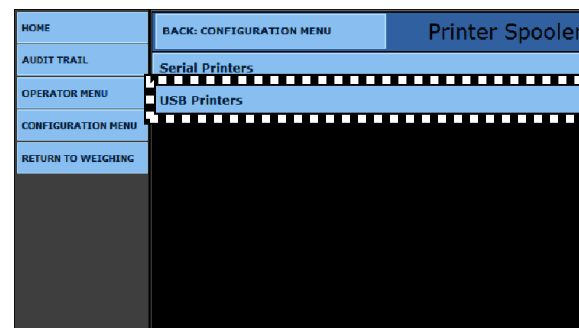 HOME
AUDIT TRAIL
OPERATOR MENU
CONFIGURATION MENU
RETURN TO WEIGHING
BACK: CONFIGURATION MENU
Printer Spooler
Serial Printers
USB Printers